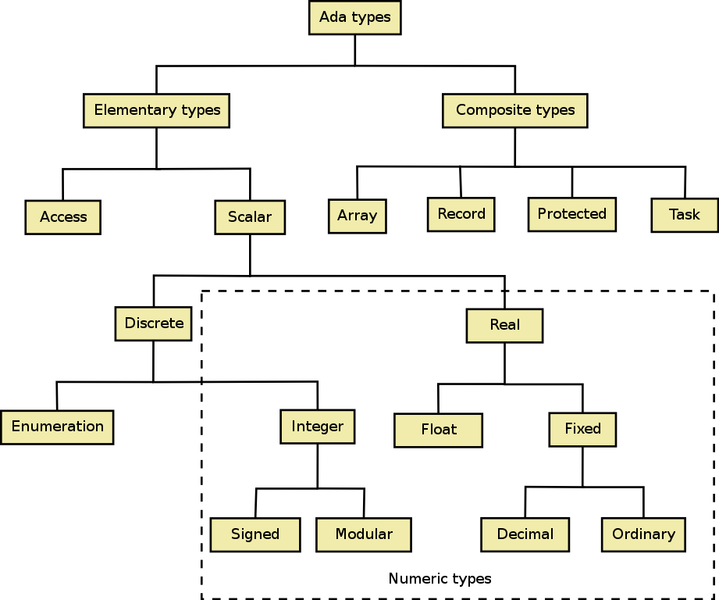 Ada types
Elementary types
Composite types
Access
Scalar
Array
Record
Protected
Task
Discrete
Real
Enumeration
Integer
Float
Fixed
Signed
Modular
Decimal
Ordinary
Numeric types